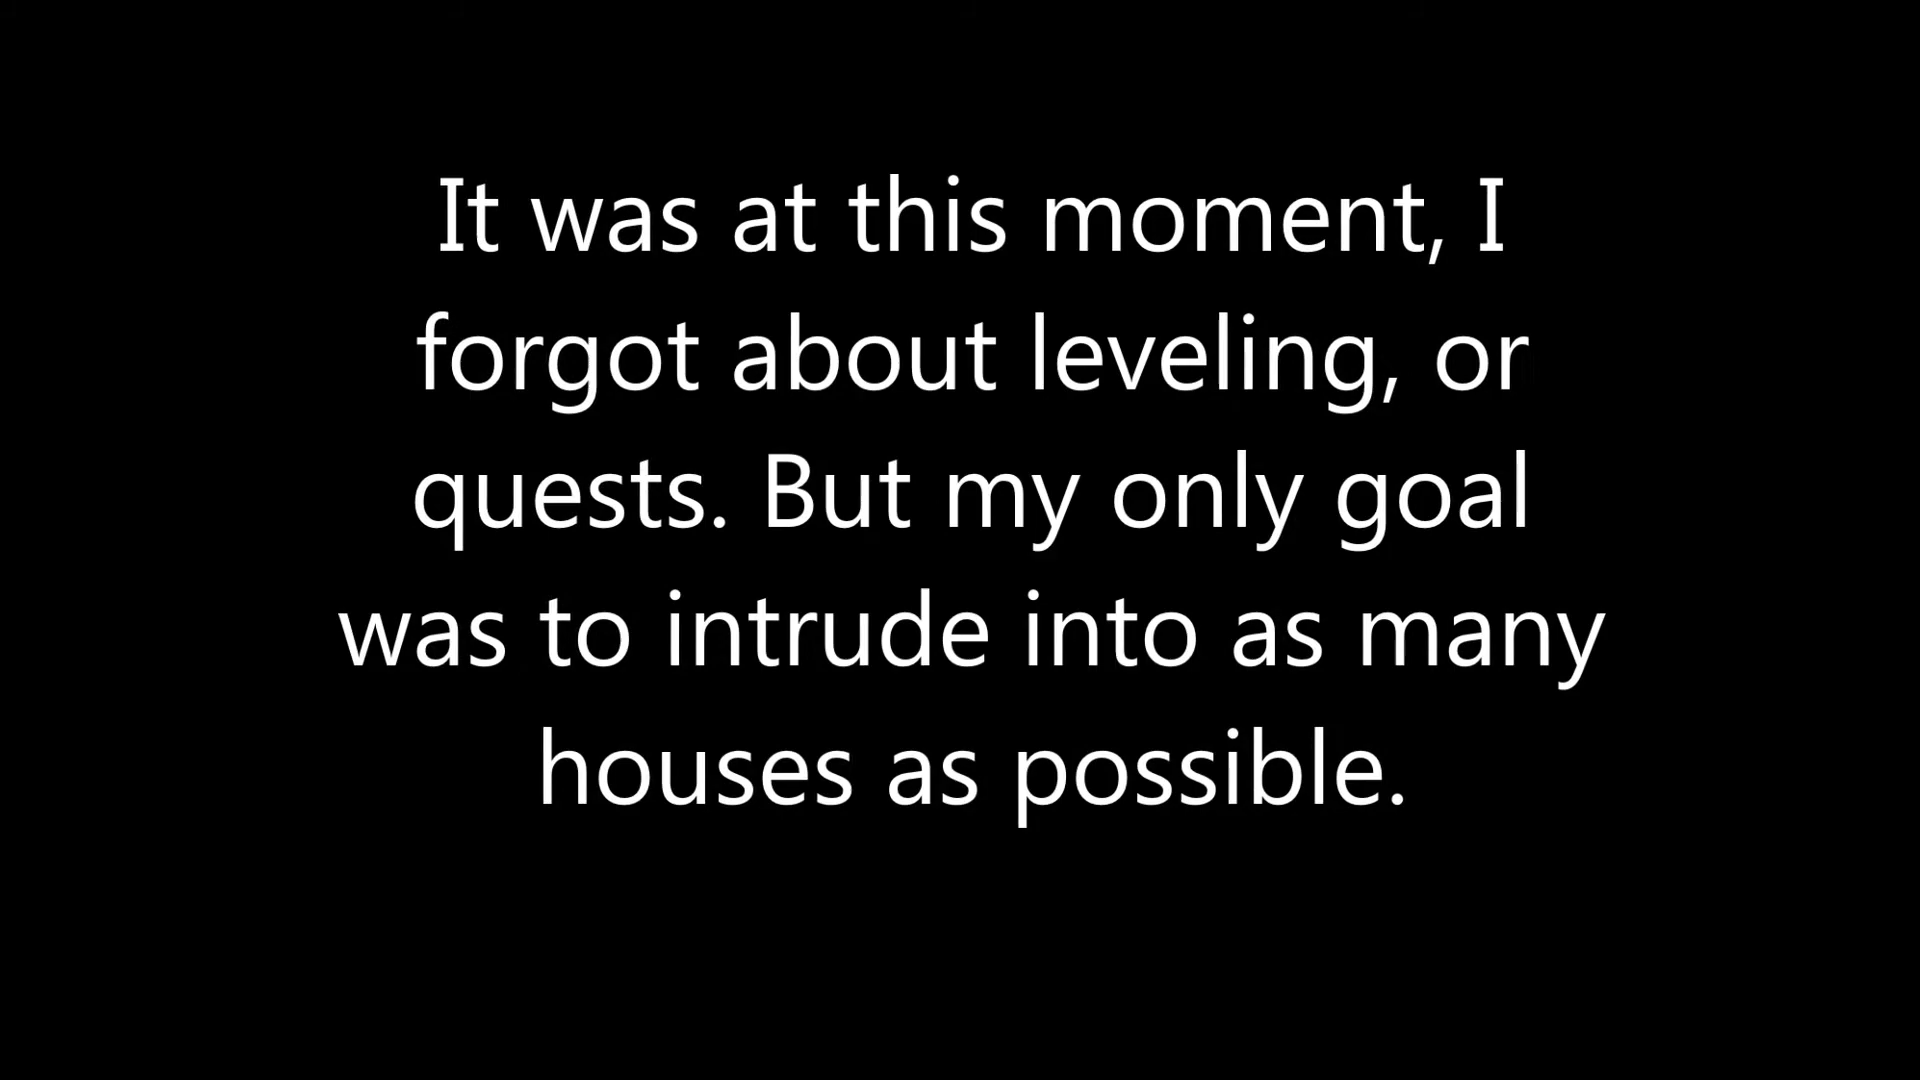 It was at this moment, I
forgot about leveling, or
quests. But my only goal
was to intrude into as many
houses as possible.